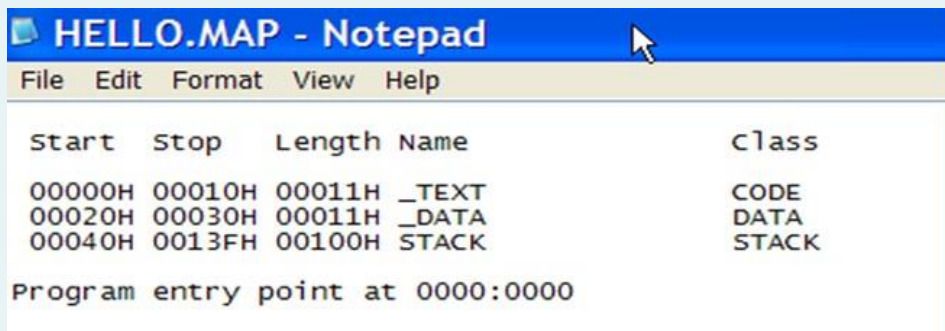 HELLO.MAP - Notepad
File Edit Format View Help
Start Stop Length Name Class
00000H 00010H 00011H _TEXT CODE
00020H 00030H 00011H _DATA DATA
00040H 0013FH 00100H STACK STACK
Program entry point at 0000:0000